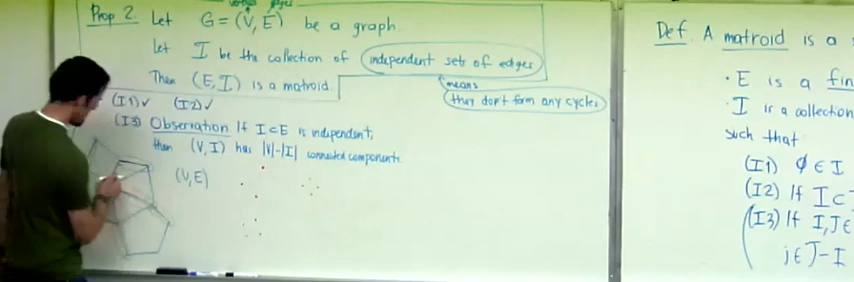 Prop 2. Let G = (V, E) be a graph
Let I be the collection of independent sets of edges
Then (E, I) is a matroid.
means
they don't form any cycles
(I1) ✓ (I2) ✓
(I3) Observation If I ⊂ E is independent,
then (V, I) has |V|-|I| connected components.
(V, E)
Def. A matroid is a
· E is a fin
· I is a collection
such that
(I1) ∅ ∈ I
(I2) If I ⊂
(I3) If I, J ∈
j ∈ J - I